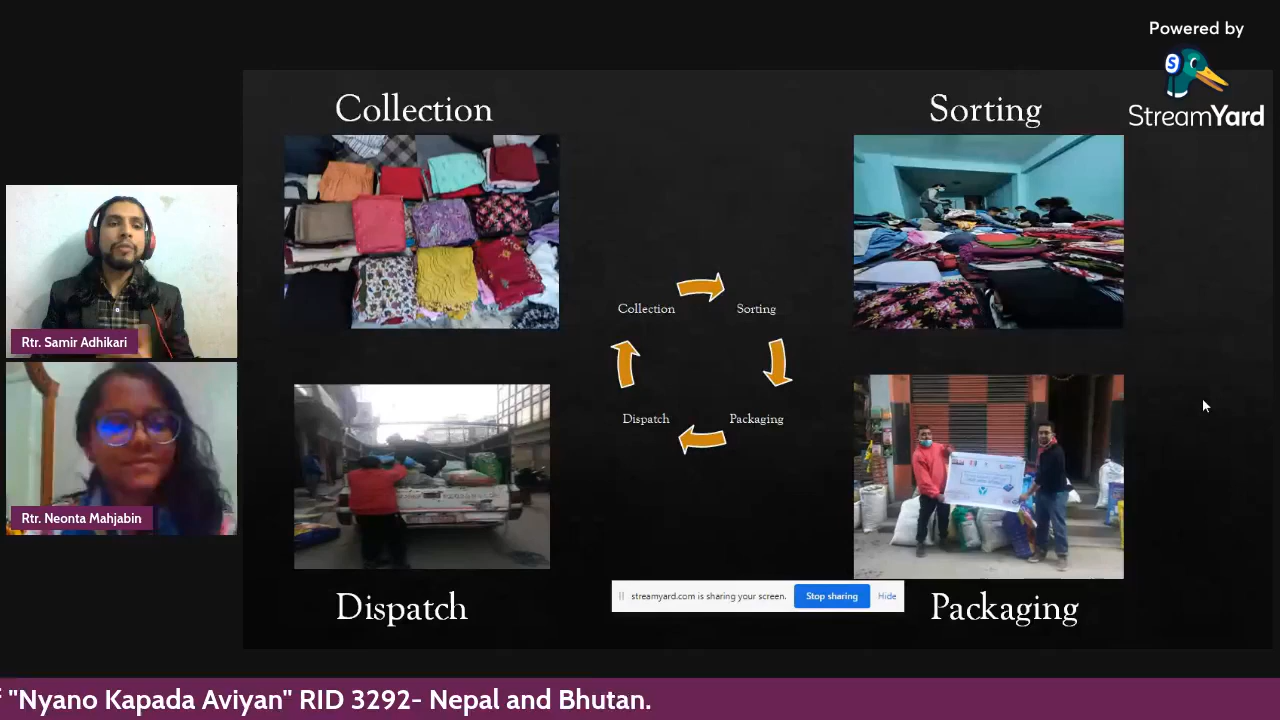 Powered by
StreamYard
Collection
Sorting
Collection
Sorting
Dispatch
Packaging
Rtr. Samir Adhikari
Rtr. Neonta Mahjabin
streamyard.com is sharing your screen.
Stop sharing
Hide
Dispatch
Packaging
"Nyano Kapada Aviyan" RID 3292- Nepal and Bhutan.